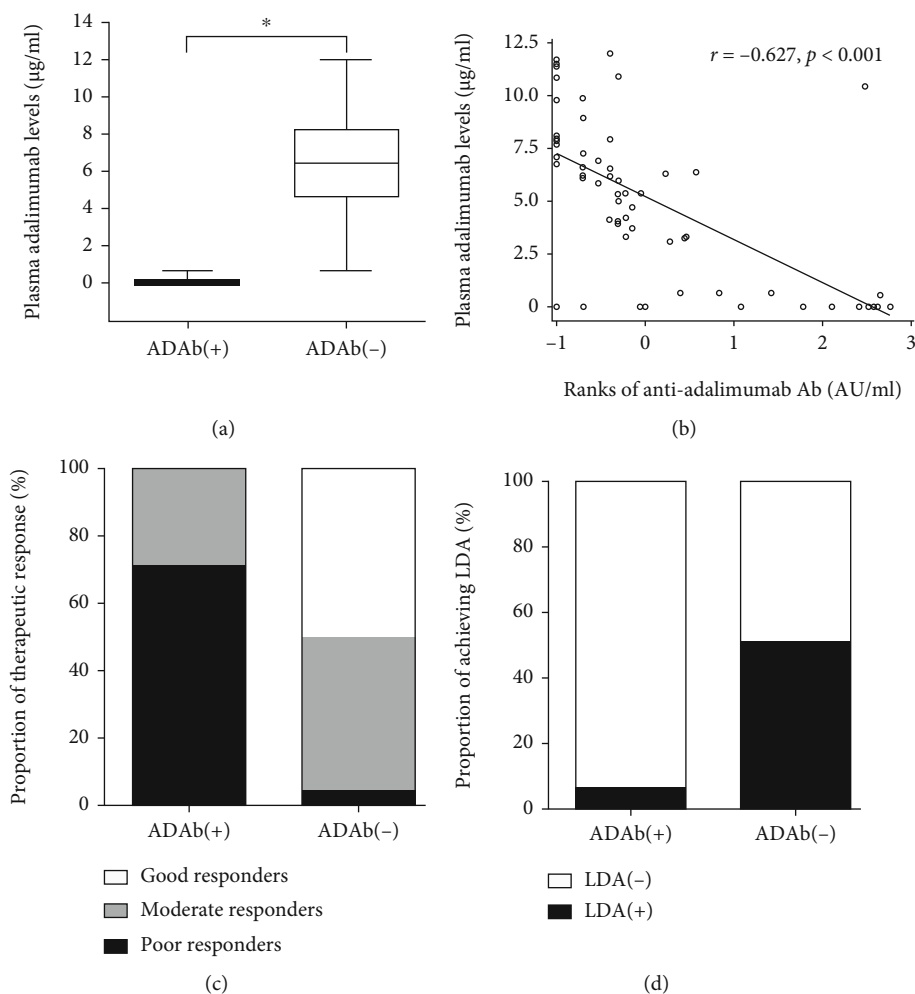 14
12
10
8
6
4
2
0
Plasma adalimumab levels (μg/ml)
*
ADAb(+)
ADAb(–)
(a)
12.5
10.0
7.5
5.0
2.5
0
Plasma adalimumab levels (μg/ml)
r = –0.627, p < 0.001
–1
0
1
2
3
Ranks of anti-adalimumab Ab (AU/ml)
(b)
100
80
60
40
20
0
Proportion of therapeutic response (%)
ADAb(+)
ADAb(–)
Good responders
Moderate responders
Poor responders
(c)
100
80
60
40
20
0
Proportion of achieving LDA (%)
ADAb(+)
ADAb(–)
LDA(–)
LDA(+)
(d)